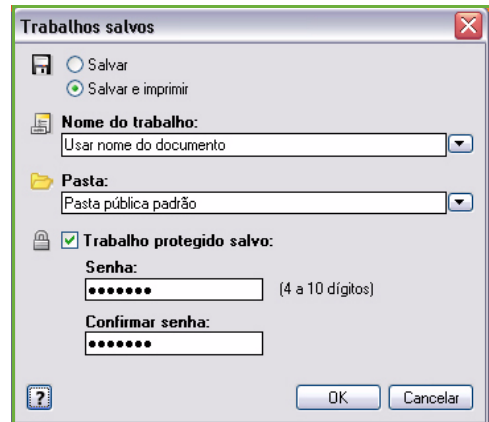 Trabalhos salvos
Salvar
Salvar e imprimir
Nome do trabalho:
Usar nome do documento
Pasta:
Pasta pública padrão
Trabalho protegido salvo:
Senha:
••••••• (4 a 10 dígitos)
Confirmar senha:
•••••••
? OK Cancelar